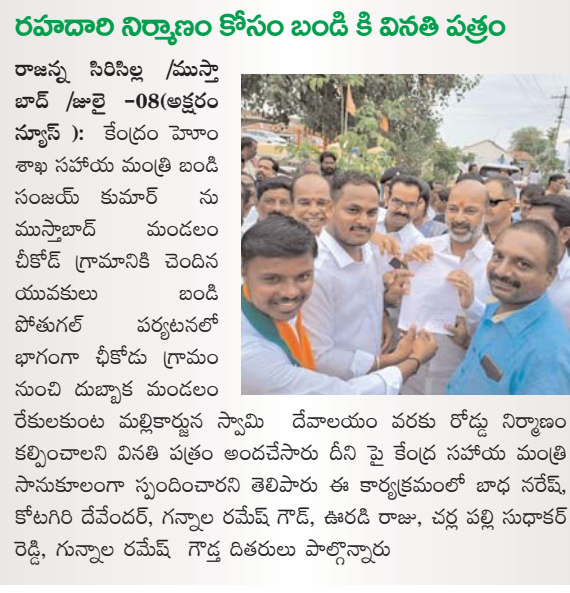 రహదారి నిర్మాణం కోసం బండి కి వినతి పత్రం
రాజన్న సిరిసిల్ల /ముస్తా
బాద్ /జులై -08(అక్షరం
న్యూస్ ): కేంద్రం హెూం
శాఖ సహాయ మంత్రి బండి
సంజయ్ కుమార్ ను
ముస్తాబాద్ మండలం
చీకోడ్ గ్రామానికి చెందిన
యువకులు బండి
పోతుగల్ పర్యటనలో
భాగంగా ఛీకోడు గ్రామం
నుంచి దుబ్బాక మండలం
రేకులకుంట మల్లికార్జున స్వామి దేవాలయం వరకు రోడ్డు నిర్మాణం
కల్పించాలని వినతి పత్రం అందచేసారు దీని పై కేంద్ర సహాయ మంత్రి
సానుకూలంగా స్పందించారని తెలిపారు ఈ కార్యక్రమంలో బాధ నరేష్,
కోటగిరి దేవేందర్, గన్నాల రమేష్ గౌడ్, ఊరడి రాజు, చర్ల పల్లి సుధాకర్
రెడ్డి, గున్నాల రమేష్ గౌడ్త దితరులు పాల్గొన్నారు